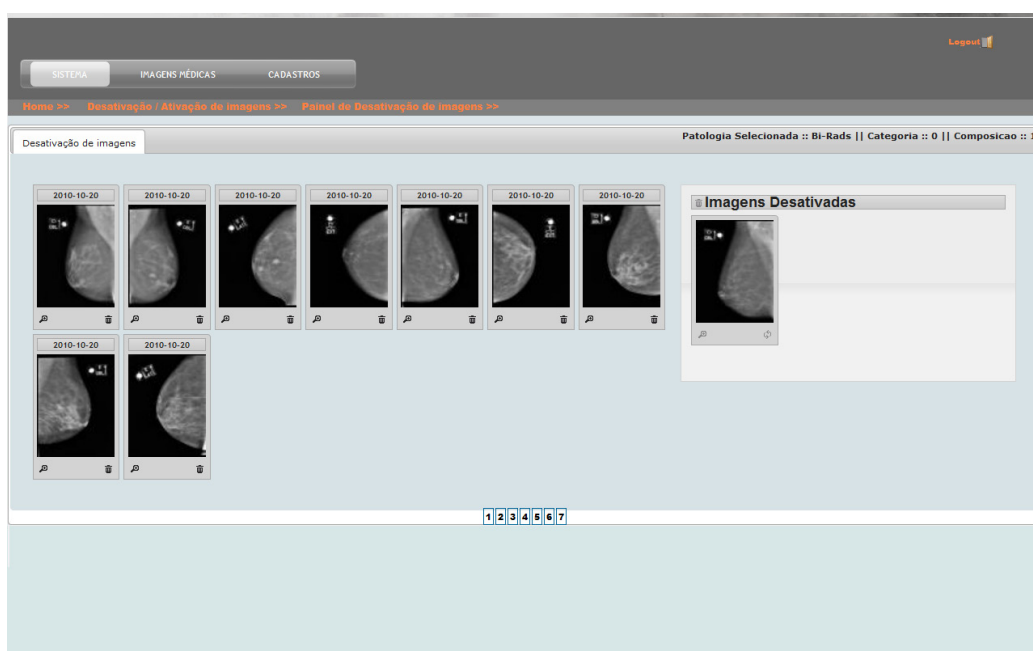 Logout
SISTEMA IMAGENS MÉDICAS CADASTROS
Home >> Desativação / Ativação de imagens >> Painel de Desativação de imagens >>
Desativação de imagens
Patologia Selecionada :: Bi-Rads || Categoria :: 0 || Composicao :: 1
2010-10-20 2010-10-20 2010-10-20 2010-10-20 2010-10-20 2010-10-20 2010-10-20
Imagens Desativadas
2010-10-20 2010-10-20
1 2 3 4 5 6 7